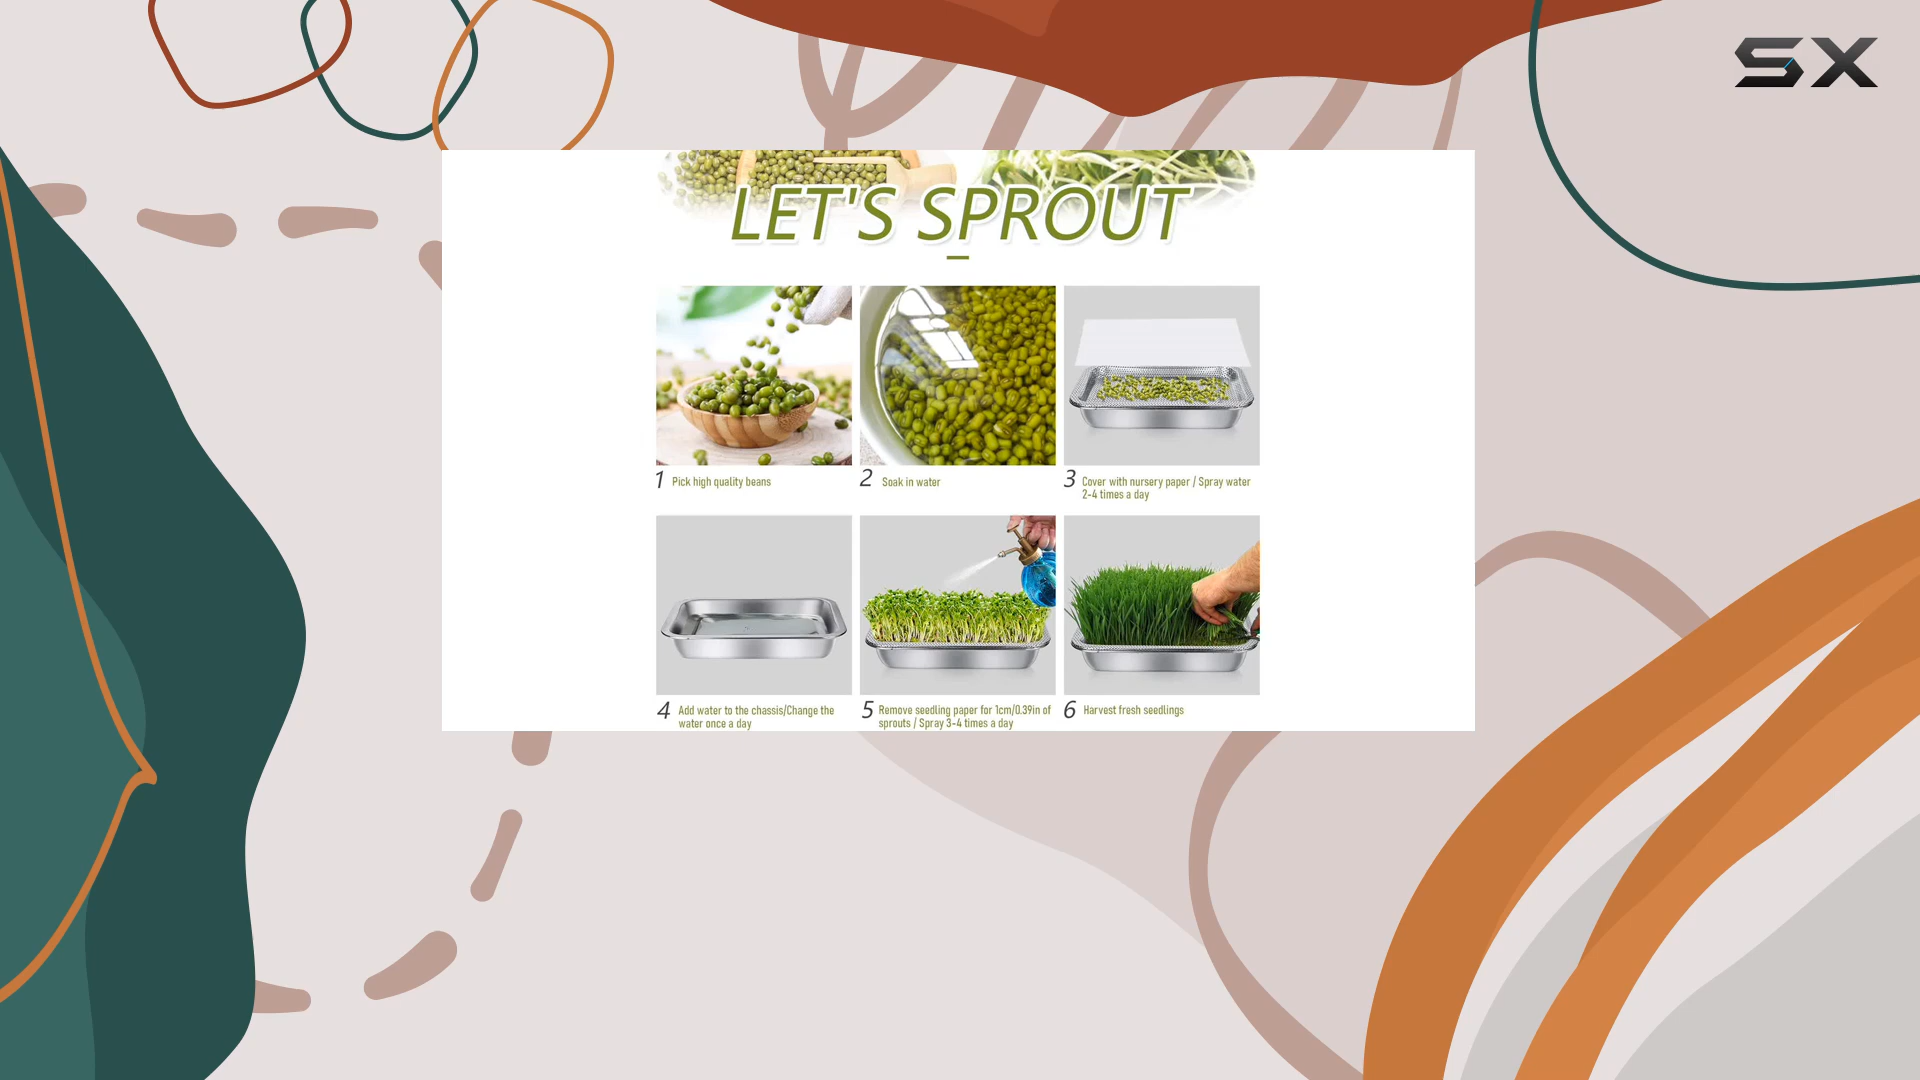 SX
LET'S SPROUT
1 Pick high quality beans
2 Soak in water
3 Cover with nursery paper / Spray water
2-4 times a day
4 Add water to the chassis/Change the
water once a day
5 Remove seedling paper for 1cm/0.39in of
sprouts / Spray 3-4 times a day
6 Harvest fresh seedlings